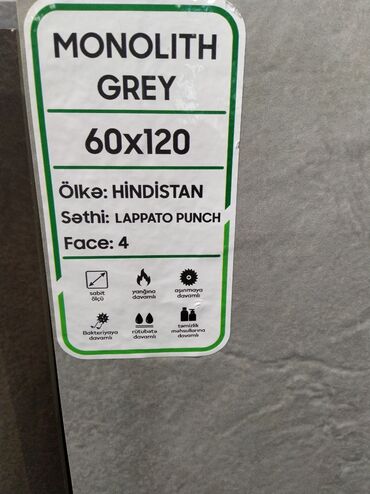 MONOLITH
GREY
60x120
Ölkə: HİNDİSTAN
Səthi: LAPPATO PUNCH
Face: 4
sabit
ölçü
yanğına
davamlı
aşınmaya
davamlı
Bakteriyaya
davamlı
rütubətə
davamlı
təmizlik
məhsullarına
davamlı